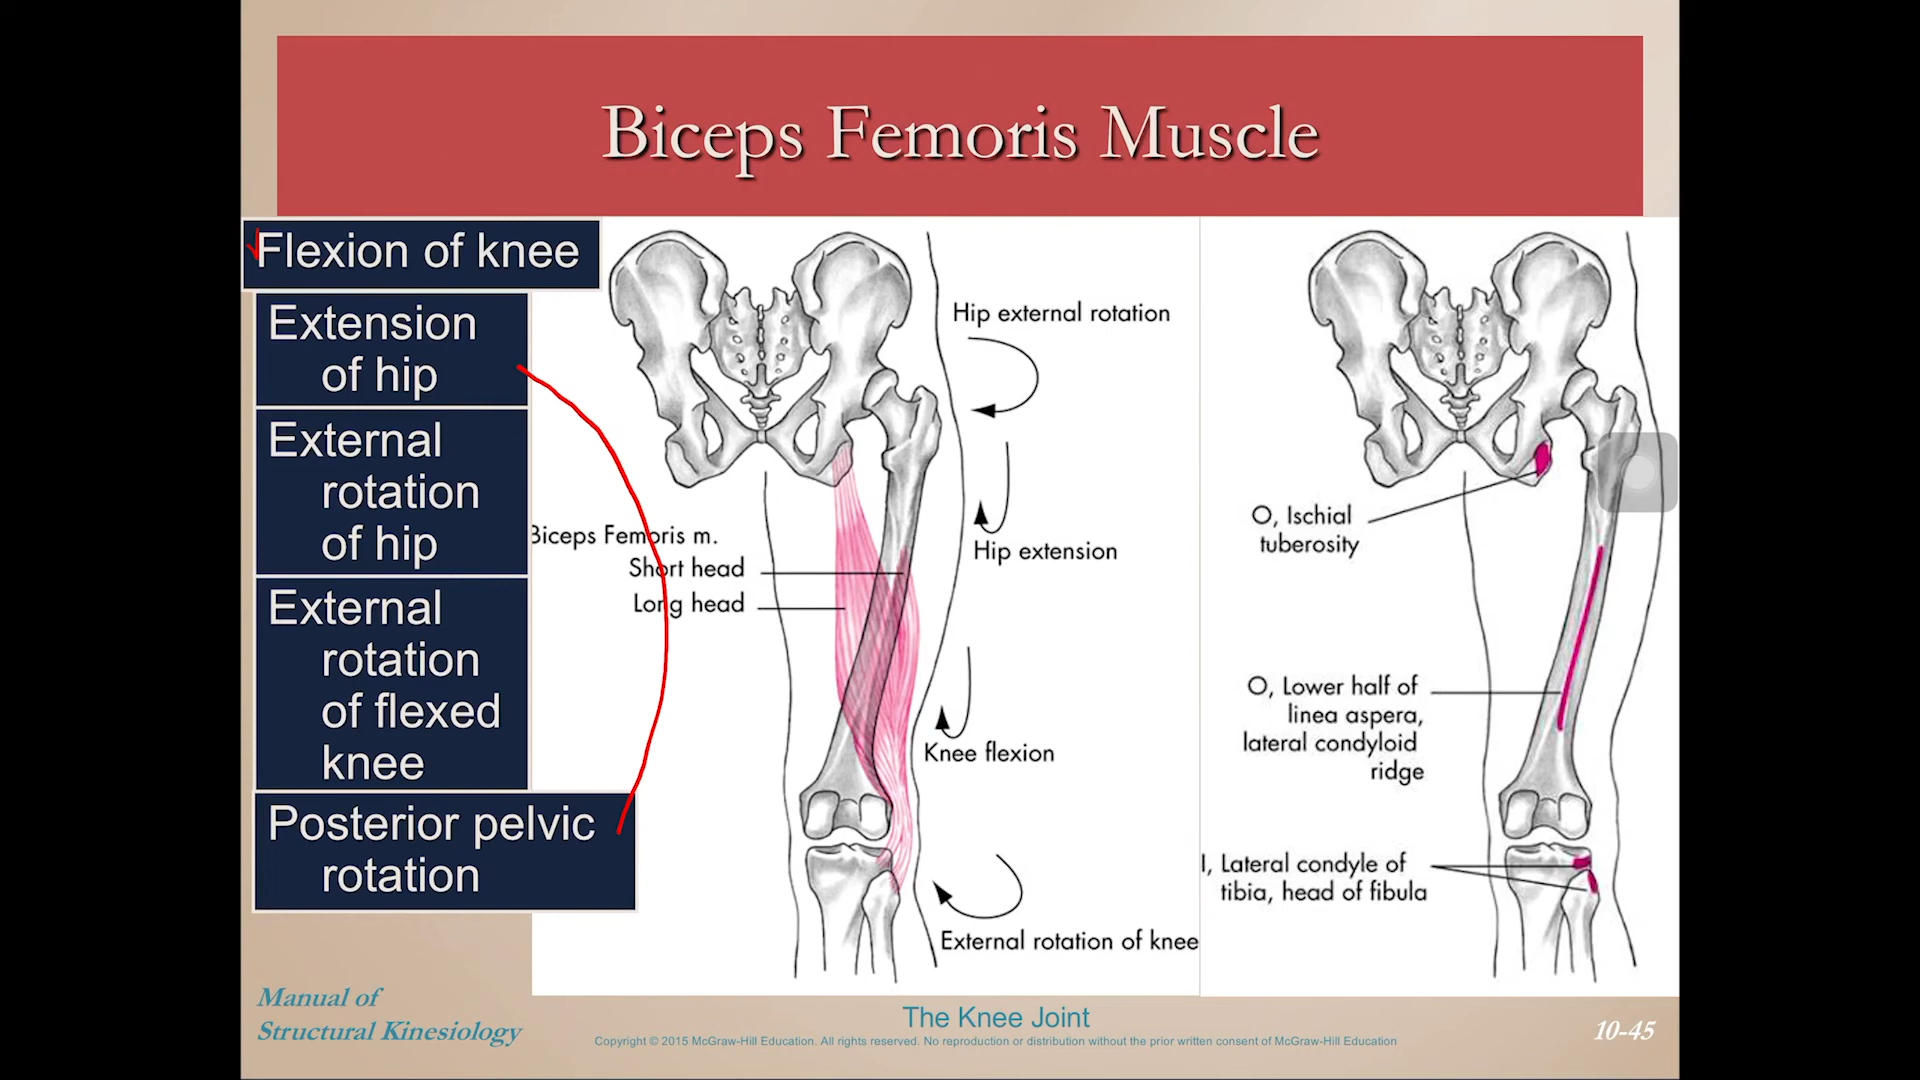 Biceps Femoris Muscle
Flexion of knee
Extension
of hip
External
rotation
of hip
External
rotation
of flexed
knee
Posterior pelvic
rotation
Hip external rotation
Biceps Femoris m.
Short head
Long head
Hip extension
Knee flexion
External rotation of knee
O, Ischial
tuberosity
O, Lower half of
linea aspera,
lateral condyloid
ridge
I, Lateral condyle of
tibia, head of fibula
Manual of
Structural Kinesiology
The Knee Joint
Copyright © 2015 McGraw-Hill Education. All rights reserved. No reproduction or distribution without the prior written consent of McGraw-Hill Education
10-45